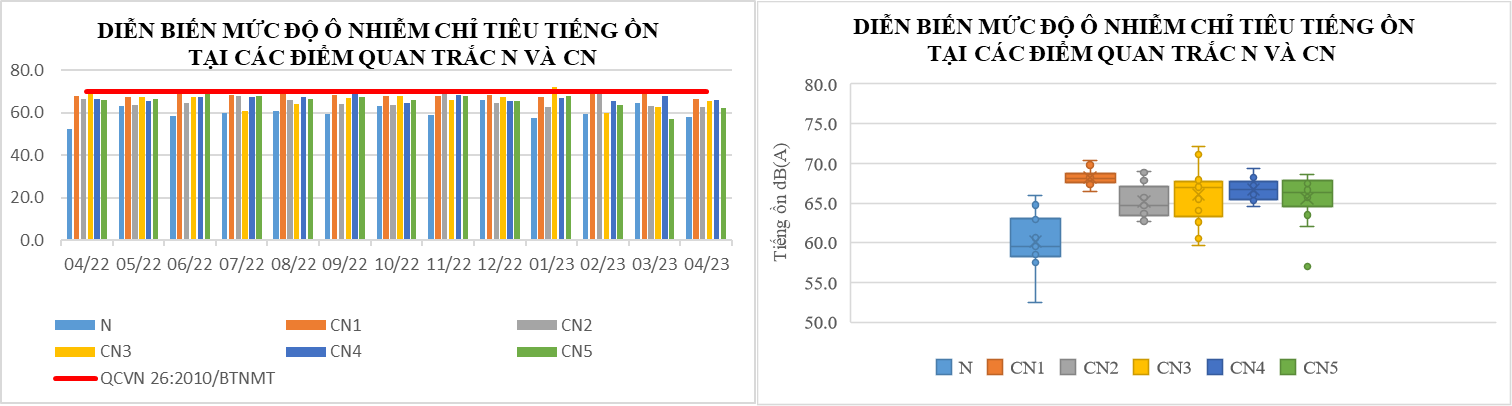 DIỄN BIẾN MỨC ĐỘ Ô NHIỄM CHỈ TIÊU TIẾNG ỒN
TẠI CÁC ĐIỂM QUAN TRẮC N VÀ CN
80.0
60.0
40.0
20.0
0.0
04/22 05/22 06/22 07/22 08/22 09/22 10/22 11/22 12/22 01/23 02/23 03/23 04/23
N CN1 CN2
CN3 CN4 CN5
QCVN 26:2010/BTNMT
DIỄN BIẾN MỨC ĐỘ Ô NHIỄM CHỈ TIÊU TIẾNG ỒN
TẠI CÁC ĐIỂM QUAN TRẮC N VÀ CN
Tiếng ồn dB(A)
80.0
75.0
70.0
65.0
60.0
55.0
50.0
N CN1 CN2 CN3 CN4 CN5